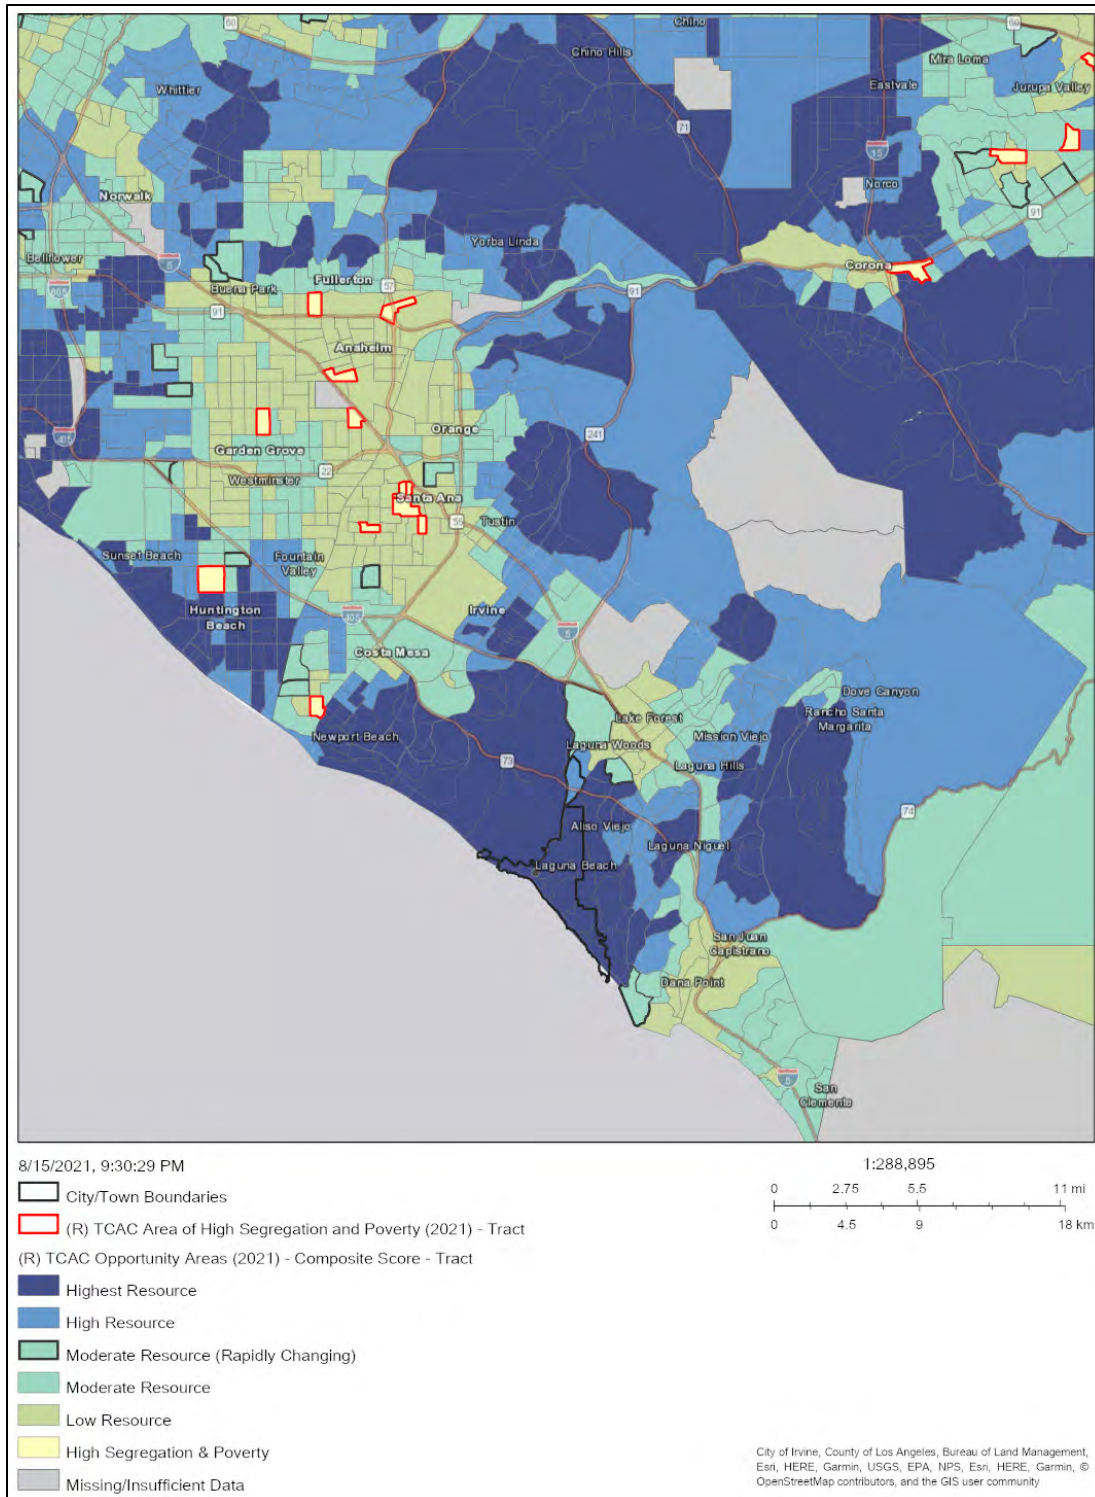 60
Chino
60
Chino Hills
Mira Loma
Whittier
Eastvale
Jurupa Valley
71
15
Norwalk
Norco
91
Yorba Linda
Bellflower
5
Corona
Fullerton
57
605
Buena Park
91
91
Anaheim
Orange
241
405
Garden Grove
22
Westminster
Santa Ana
55
Tustin
Sunset Beach
Fountain
Valley
Huntington
Beach
Irvine
405
5
Costa Mesa
Dove Canyon
Lake Forest
Rancho Santa
Margarita
Newport Beach
Laguna Woods
Mission Viejo
73
Laguna Hills
74
Aliso Viejo
Laguna Niguel
Laguna Beach
San Juan
Capistrano
Dana Point
5
San
Clemente
8/15/2021, 9:30:29 PM
1:288,895
0 2.75 5.5 11 mi
0 4.5 9 18 km
City/Town Boundaries
(R) TCAC Area of High Segregation and Poverty (2021) - Tract
(R) TCAC Opportunity Areas (2021) - Composite Score - Tract
Highest Resource
High Resource
Moderate Resource (Rapidly Changing)
Moderate Resource
Low Resource
High Segregation & Poverty
Missing/Insufficient Data
City of Irvine, County of Los Angeles, Bureau of Land Management,
Esri, HERE, Garmin, USGS, EPA, NPS, Esri, HERE, Garmin, ©
OpenStreetMap contributors, and the GIS user community